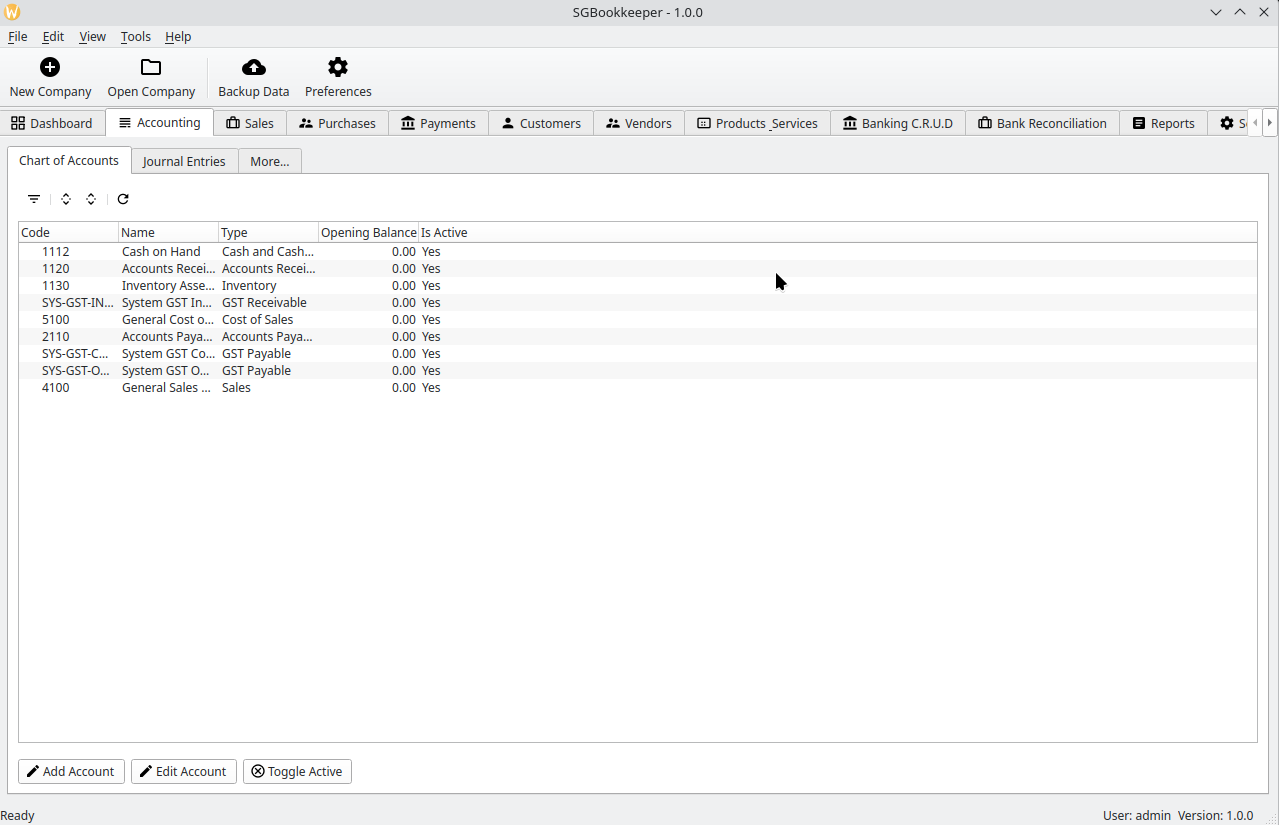 SGBookkeeper - 1.0.0
File Edit View Tools Help
New Company Open Company Backup Data Preferences
Dashboard Accounting Sales Purchases Payments Customers Vendors Products _Services Banking C.R.U.D Bank Reconciliation Reports
Chart of Accounts Journal Entries More...
Code Name Type Opening Balance Is Active
1112 Cash on Hand Cash and Cash... 0.00 Yes
1120 Accounts Recei... Accounts Recei... 0.00 Yes
1130 Inventory Asse... Inventory 0.00 Yes
SYS-GST-IN... System GST In... GST Receivable 0.00 Yes
5100 General Cost o... Cost of Sales 0.00 Yes
2110 Accounts Paya... Accounts Paya... 0.00 Yes
SYS-GST-C... System GST Co... GST Payable 0.00 Yes
SYS-GST-O... System GST O... GST Payable 0.00 Yes
4100 General Sales ... Sales 0.00 Yes
Add Account Edit Account Toggle Active
Ready User: admin Version: 1.0.0